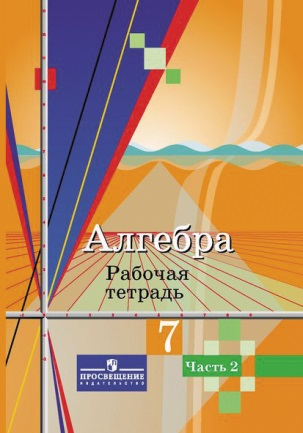 Алгебра
Рабочая
тетрадь
7
Часть 2
ПРОСВЕЩЕНИЕ
ИЗДАТЕЛЬСТВО